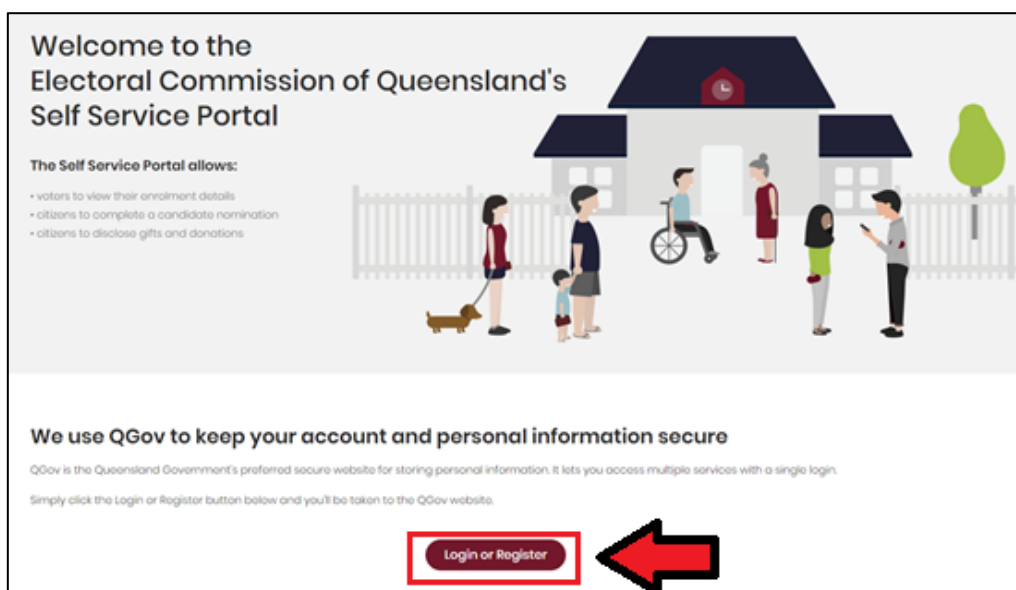 Welcome to the
Electoral Commission of Queensland's
Self Service Portal
The Self Service Portal allows:
• voters to view their enrolment details
• citizens to complete a candidate nomination
• citizens to disclose gifts and donations
We use QGov to keep your account and personal information secure
QGov is the Queensland Government's preferred secure website for storing personal information. It lets you access multiple services with a single login.
Simply click the Login or Register button below and you'll be taken to the QGov website.
Login or Register